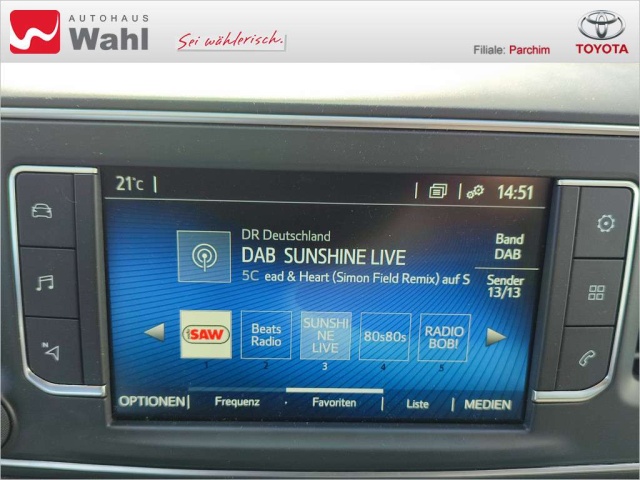 AUTOHAUS
Wahl
Sei wählerisch.
Filiale: Parchim
TOYOTA
21°C
14:51
DR Deutschland
DAB SUNSHINE LIVE
5C ead & Heart (Simon Field Remix) auf S
Band
DAB
Sender
13/13
1SAW
Beats
Radio
SUNSHI
NE
LIVE
80s80s
RADIO
BOB!
1 2 3 4 5
OPTIONEN Frequenz Favoriten Liste MEDIEN